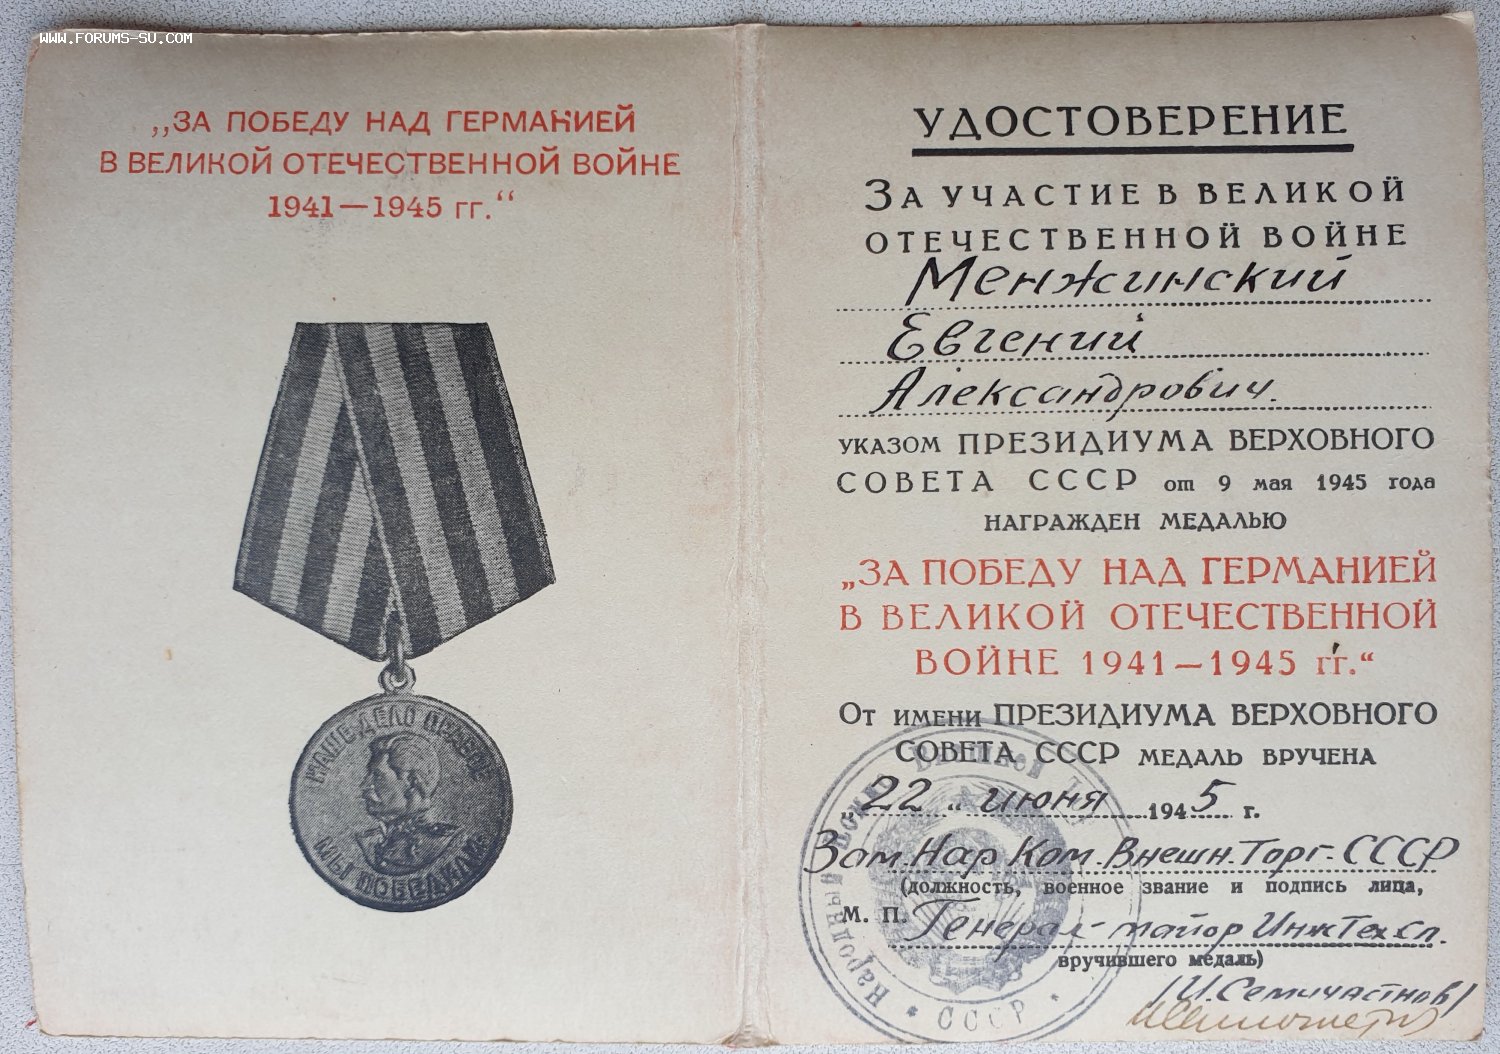 WWW.FORUMS-SU.COM
„ЗА ПОБЕДУ НАД ГЕРМАНИЕЙ
В ВЕЛИКОЙ ОТЕЧЕСТВЕННОЙ ВОЙНЕ
1941—1945 гг.“
НАШЕ ДЕЛО ПРАВОЕ
МЫ ПОБЕДИЛИ
УДОСТОВЕРЕНИЕ
ЗА УЧАСТИЕ В ВЕЛИКОЙ
ОТЕЧЕСТВЕННОЙ ВОЙНЕ
Менжинский
Евгений
Александрович.
УКАЗОМ ПРЕЗИДИУМА ВЕРХОВНОГО
СОВЕТА СССР от 9 мая 1945 года
НАГРАЖДЕН МЕДАЛЬЮ
„ЗА ПОБЕДУ НАД ГЕРМАНИЕЙ
В ВЕЛИКОЙ ОТЕЧЕСТВЕННОЙ
ВОЙНЕ 1941—1945 гг.“
ОТ ИМЕНИ ПРЕЗИДИУМА ВЕРХОВНОГО
СОВЕТА СССР МЕДАЛЬ ВРУЧЕНА
„22“ июня 1945 г.
Зам. Нар Ком. Внешн. Торг. СССР
(должность, военное звание и подпись лица,
М. П. Генерал-майор ИнжТех сл.
вручившего медаль)
/И. Семичастнов/
Народный
СССР